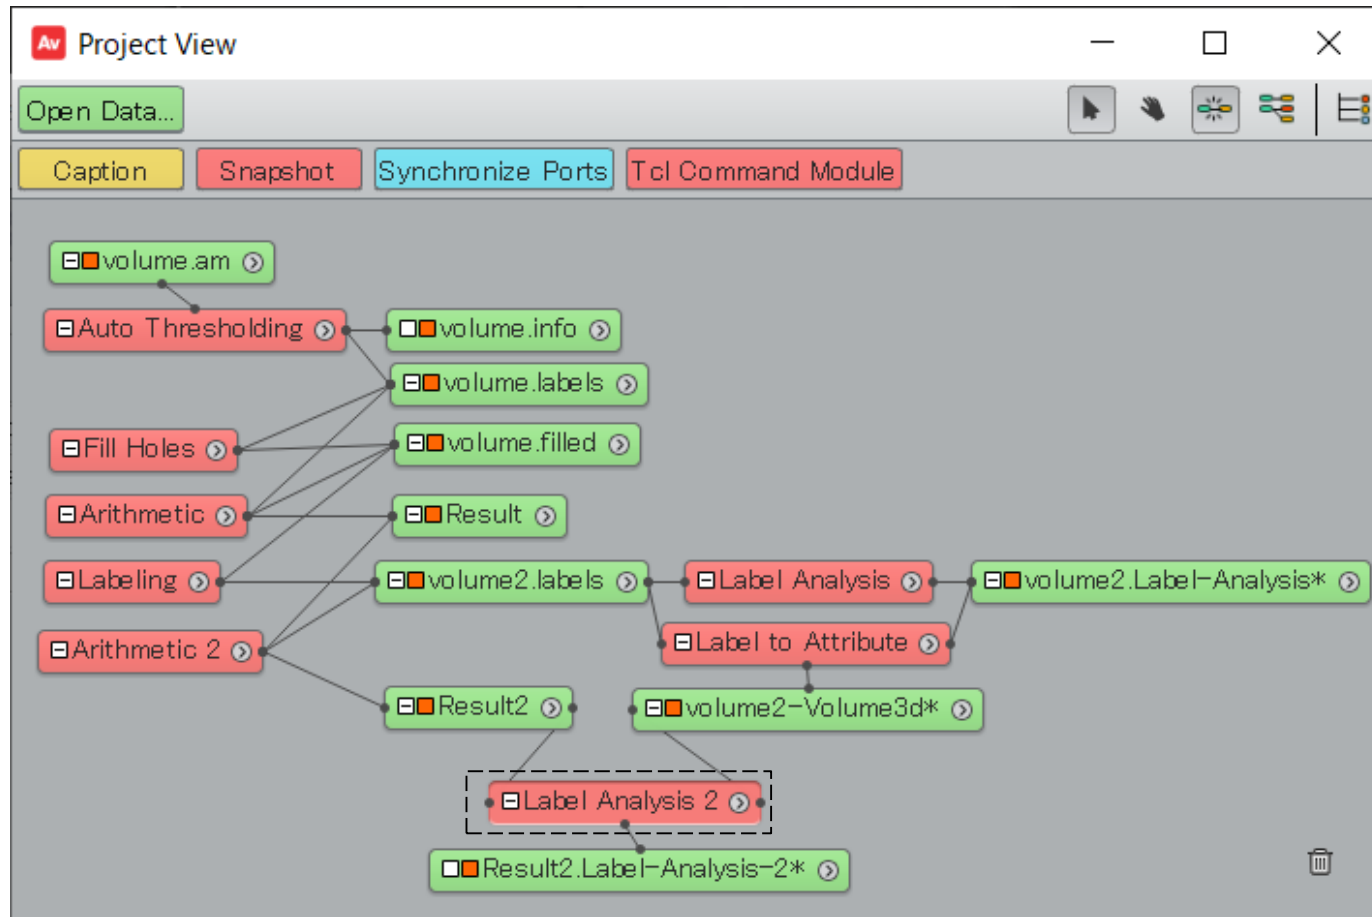 Av Project View
Open Data...
Caption Snapshot Synchronize Ports Tcl Command Module
volume.am
Auto Thresholding volume.info
volume.labels
Fill Holes volume.filled
Arithmetic Result
Labeling volume2.labels Label Analysis volume2.Label-Analysis*
Arithmetic 2 Label to Attribute
Result2 volume2-Volume3d*
Label Analysis 2
Result2.Label-Analysis-2*